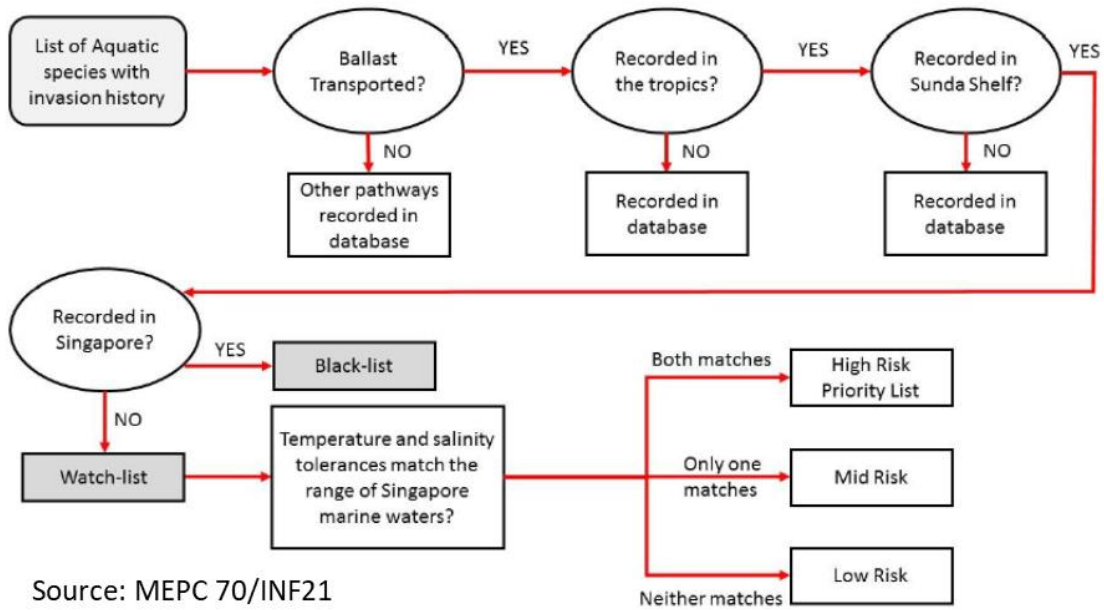 List of Aquatic
species with
invasion history
Ballast
Transported?
YES
Recorded in
the tropics?
YES
Recorded in
Sunda Shelf?
YES
NO
Other pathways
recorded in
database
NO
Recorded in
database
NO
Recorded in
database
Recorded in
Singapore?
YES
Black-list
NO
Watch-list
Temperature and salinity
tolerances match the
range of Singapore
marine waters?
Both matches
High Risk
Priority List
Only one
matches
Mid Risk
Neither matches
Low Risk
Source: MEPC 70/INF21